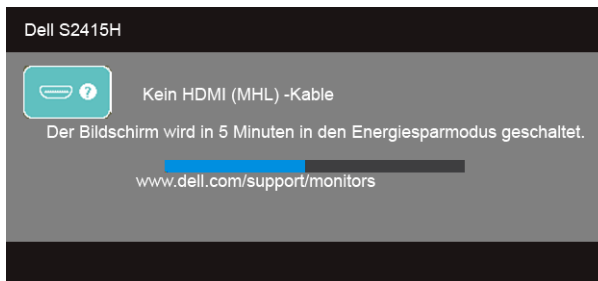 Dell S2415H
?
Kein HDMI (MHL) -Kable
Der Bildschirm wird in 5 Minuten in den Energiesparmodus geschaltet.
www.dell.com/support/monitors